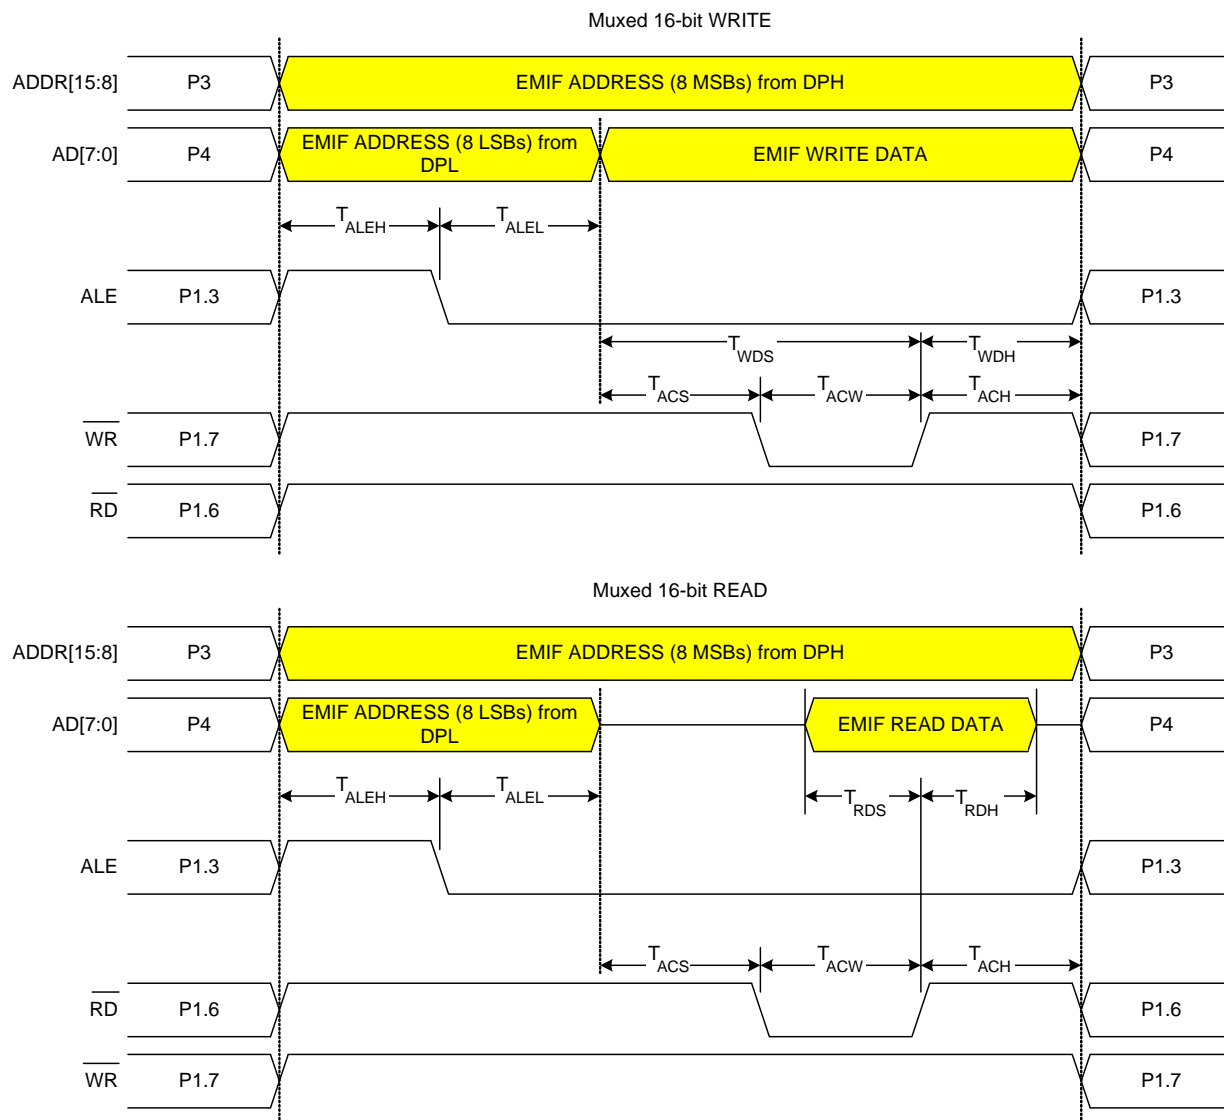 Muxed 16-bit WRITE
ADDR[15:8] P3 EMIF ADDRESS (8 MSBs) from DPH P3
AD[7:0] P4 EMIF ADDRESS (8 LSBs) from
DPL EMIF WRITE DATA P4
TALEH TALEL
ALE P1.3 P1.3
TWDS TWDH
TACS TACW TACH
WR P1.7 P1.7
RD P1.6 P1.6
Muxed 16-bit READ
ADDR[15:8] P3 EMIF ADDRESS (8 MSBs) from DPH P3
AD[7:0] P4 EMIF ADDRESS (8 LSBs) from
DPL EMIF READ DATA P4
TALEH TALEL TRDS TRDH
ALE P1.3 P1.3
TACS TACW TACH
RD P1.6 P1.6
WR P1.7 P1.7